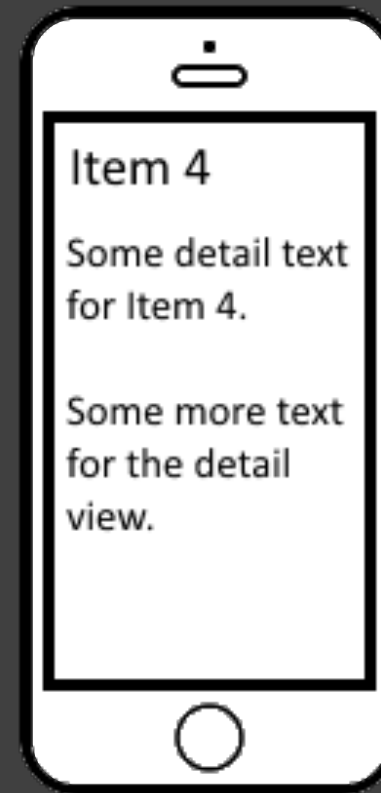 Item 4
Some detail text
for Item 4.
Some more text
for the detail
view.